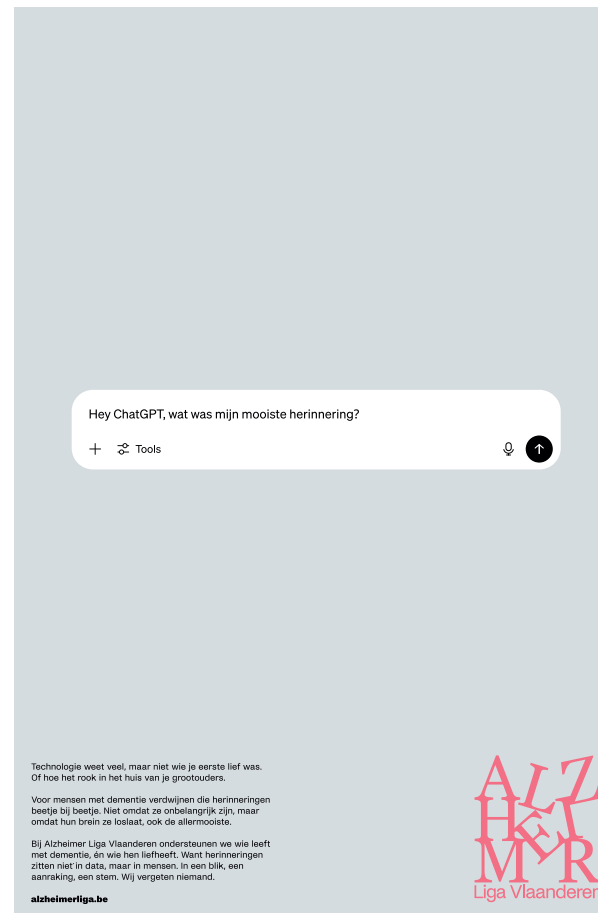 Hey ChatGPT, wat was mijn mooiste herinnering?
Tools
Technologie weet veel, maar niet wie je eerste lief was.
Of hoe het rook in het huis van je grootouders.
Voor mensen met dementie verdwijnen die herinneringen
beetje bij beetje. Niet omdat ze onbelangrijk zijn, maar
omdat hun brein ze loslaat, ook de allermooiste.
Bij Alzheimer Liga Vlaanderen ondersteunen we wie leeft
met dementie, én wie hen liefheeft. Want herinneringen
zitten niet in data, maar in mensen. In een blik, een
aanraking, een stem. Wij vergeten niemand.
alzheimerliga.be
ALZ
HEI
MER
Liga Vlaanderen